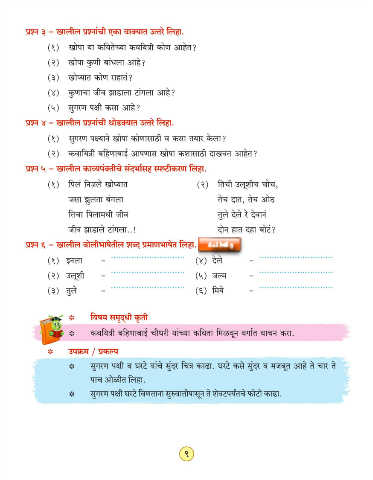 प्रश्न ३ – खालील प्रश्नांची एका वाक्यात उत्तरे लिहा.
(१) खोपा या कवितेच्या कवयित्री कोण आहेत?
(२) खोपा कुणी बांधला आहे?
(३) खोप्यात कोण राहतं?
(४) कुणाचा जीव झाडाला टांगला आहे?
(५) सुगरण पक्षी कसा आहे?
प्रश्न ४ – खालील प्रश्नांची थोडक्यात उत्तरे लिहा.
(१) सुगरण पक्ष्याने खोपा कोणासाठी व कसा तयार केला?
(२) कवयित्री बहिणाबाई आपणास खोपा कशासाठी दाखवत आहेत?
प्रश्न ५ – खालील काव्यपंक्तीचे संदर्भासह स्पष्टीकरण लिहा.
(१) पिलं निजले खोप्यात (२) तिची उलूशीच चोंच,
जसा झुलता बंगला तेच दात, तेच ओठ
तिचा पिलामधी जीव तुले देले रे देवानं
जीव झाडाले टांगला..! दोन हात दहा बोटं?
प्रश्न ६ – खालील बोलीभाषेतील शब्द प्रमाणभाषेत लिहा.
(१) इनला – (४) देले –
(२) उलूशी – (५) जल्म –
(३) तुले – (६) मिये –
विषय समृद्धी कृती
कवयित्री बहिणाबाई चौधरी यांच्या कविता मिळवून वर्गात वाचन करा.
उपक्रम / प्रकल्प
सुगरण पक्षी व घरटे यांचे सुंदर चित्र काढा. घरटे कसे सुंदर व मजबूत आहे ते चार ते
पाच ओळीत लिहा.
सुगरण पक्षी घरटे विणताना सुरुवातीपासून ते शेवटपर्यंतचे फोटो काढा.
९